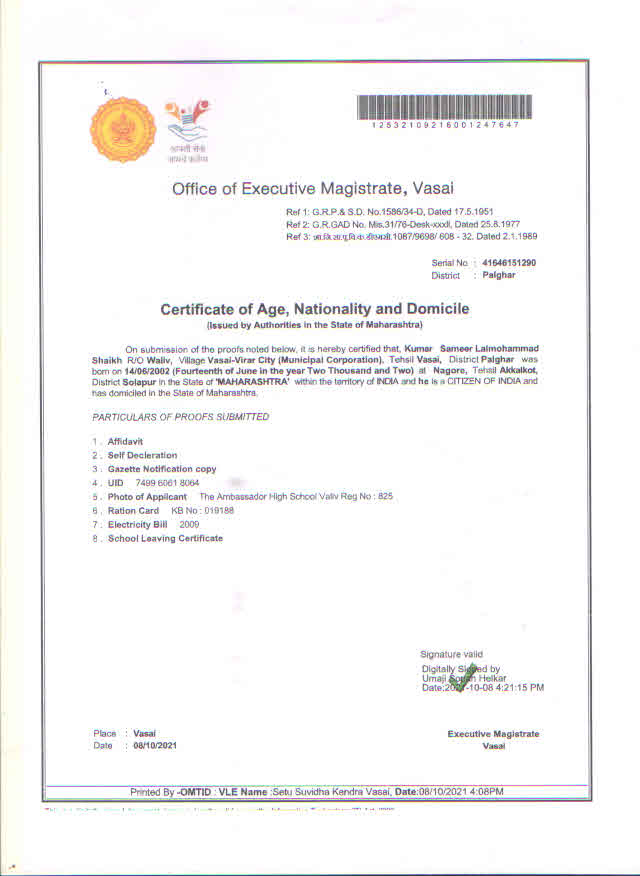 आपली सेवा
आमचे कर्तव्य
12532109216001247647
Office of Executive Magistrate, Vasai
Ref 1: G.R.P.& S.D. No.1586/34-D, Dated 17.5.1951
Ref 2: G.R.GAD No. Mis.31/76-Desk-xxxII, Dated 25.8.1977
Ref 3: 1087/9698/ 608 - 32. Dated 2.1.1989
Serial No : 41646151290
District : Palghar
Certificate of Age, Nationality and Domicile
(Issued by Authorities in the State of Maharashtra)
On submission of the proofs noted below, it is hereby certified that, Kumar Sameer Lalmohammad
Shaikh R/O Waliv, Village Vasai-Virar City (Municipal Corporation), Tehsil Vasai, District Palghar was
born on 14/06/2002 (Fourteenth of June in the year Two Thousand and Two) at Nagore, Tehsil Akkalkot,
District Solapur in the State of 'MAHARASHTRA' within the territory of INDIA and he is a CITIZEN OF INDIA and
has domiciled in the State of Maharashtra.
PARTICULARS OF PROOFS SUBMITTED
1 . Affidavit
2 . Self Decleration
3 . Gazette Notification copy
4 . UID 7499 6061 8064
5 . Photo of Applicant The Ambassador High School Valiv Reg No : 825
6 . Ration Card KB No : 019188
7 . Electricity Bill 2009
8 . School Leaving Certificate
Signature valid
Digitally Signed by
Umaji Sopan Helkar
Date:2021-10-08 4:21:15 PM
Place : Vasai
Date : 08/10/2021
Executive Magistrate
Vasai
Printed By -OMTID : VLE Name :Setu Suvidha Kendra Vasai, Date:08/10/2021 4:08PM